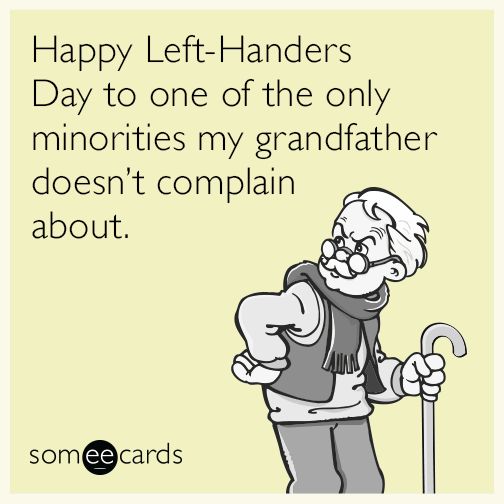 Happy Left-Handers
Day to one of the only
minorities my grandfather
doesn't complain
about.
someecards